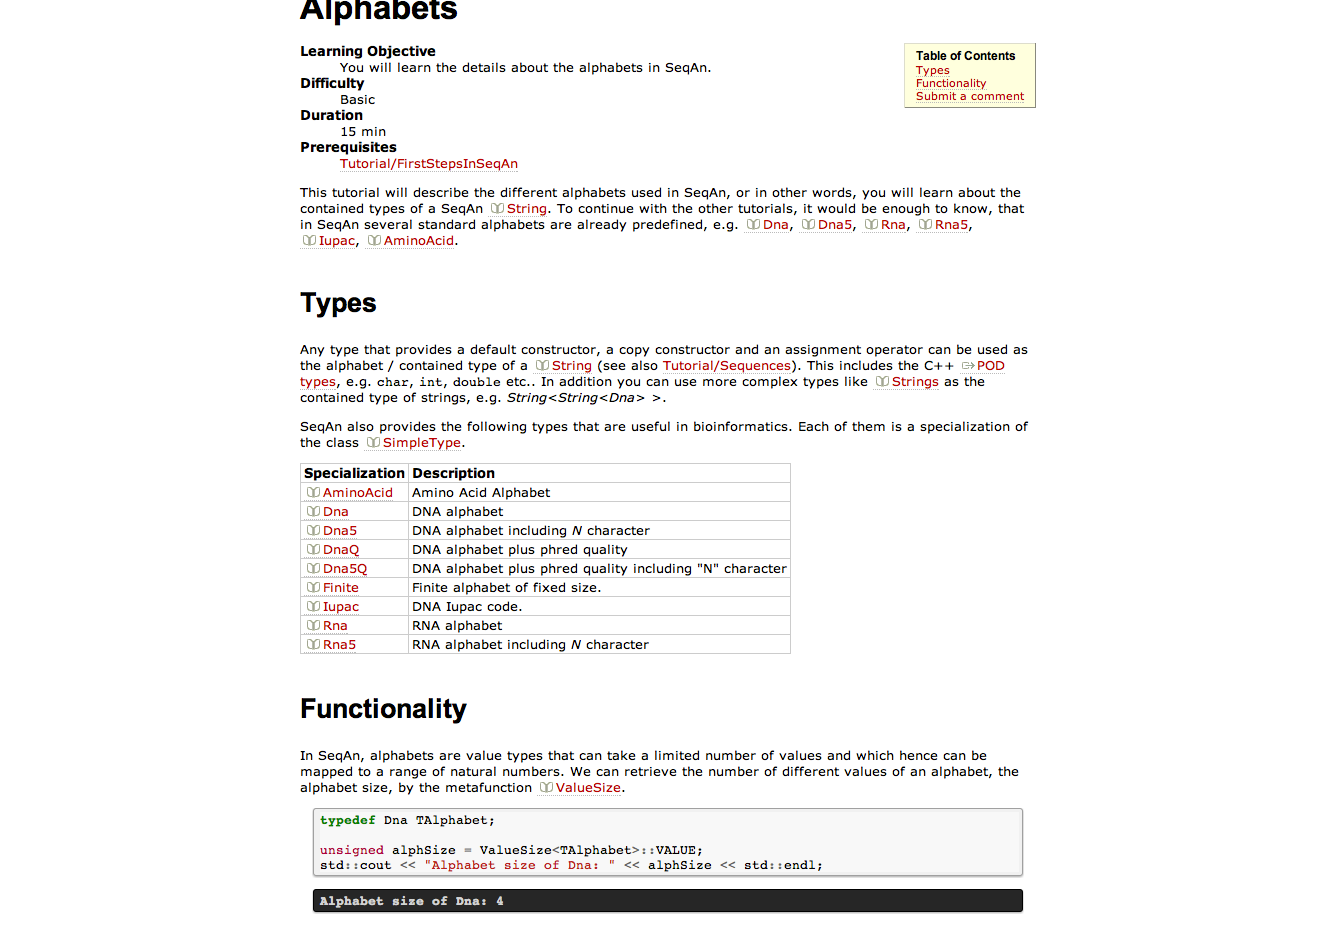 Alphabets
Learning Objective
You will learn the details about the alphabets in SeqAn.
Difficulty
Basic
Duration
15 min
Prerequisites
Tutorial/FirstStepsInSeqAn
Table of Contents
Types
Functionality
Submit a comment
This tutorial will describe the different alphabets used in SeqAn, or in other words, you will learn about the
contained types of a SeqAn String. To continue with the other tutorials, it would be enough to know, that
in SeqAn several standard alphabets are already predefined, e.g. Dna, Dna5, Rna, Rna5,
Iupac, AminoAcid.
Types
Any type that provides a default constructor, a copy constructor and an assignment operator can be used as
the alphabet / contained type of a String (see also Tutorial/Sequences). This includes the C++ POD
types, e.g. char, int, double etc.. In addition you can use more complex types like Strings as the
contained type of strings, e.g. String<String<Dna> >.
SeqAn also provides the following types that are useful in bioinformatics. Each of them is a specialization of
the class SimpleType.
Specialization Description
AminoAcid Amino Acid Alphabet
Dna DNA alphabet
Dna5 DNA alphabet including N character
DnaQ DNA alphabet plus phred quality
Dna5Q DNA alphabet plus phred quality including "N" character
Finite Finite alphabet of fixed size.
Iupac DNA Iupac code.
Rna RNA alphabet
Rna5 RNA alphabet including N character
Functionality
In SeqAn, alphabets are value types that can take a limited number of values and which hence can be
mapped to a range of natural numbers. We can retrieve the number of different values of an alphabet, the
alphabet size, by the metafunction ValueSize.
typedef Dna TAlphabet;
unsigned alphSize = ValueSize<TAlphabet>::VALUE;
std::cout << "Alphabet size of Dna: " << alphSize << std::endl;
Alphabet size of Dna: 4